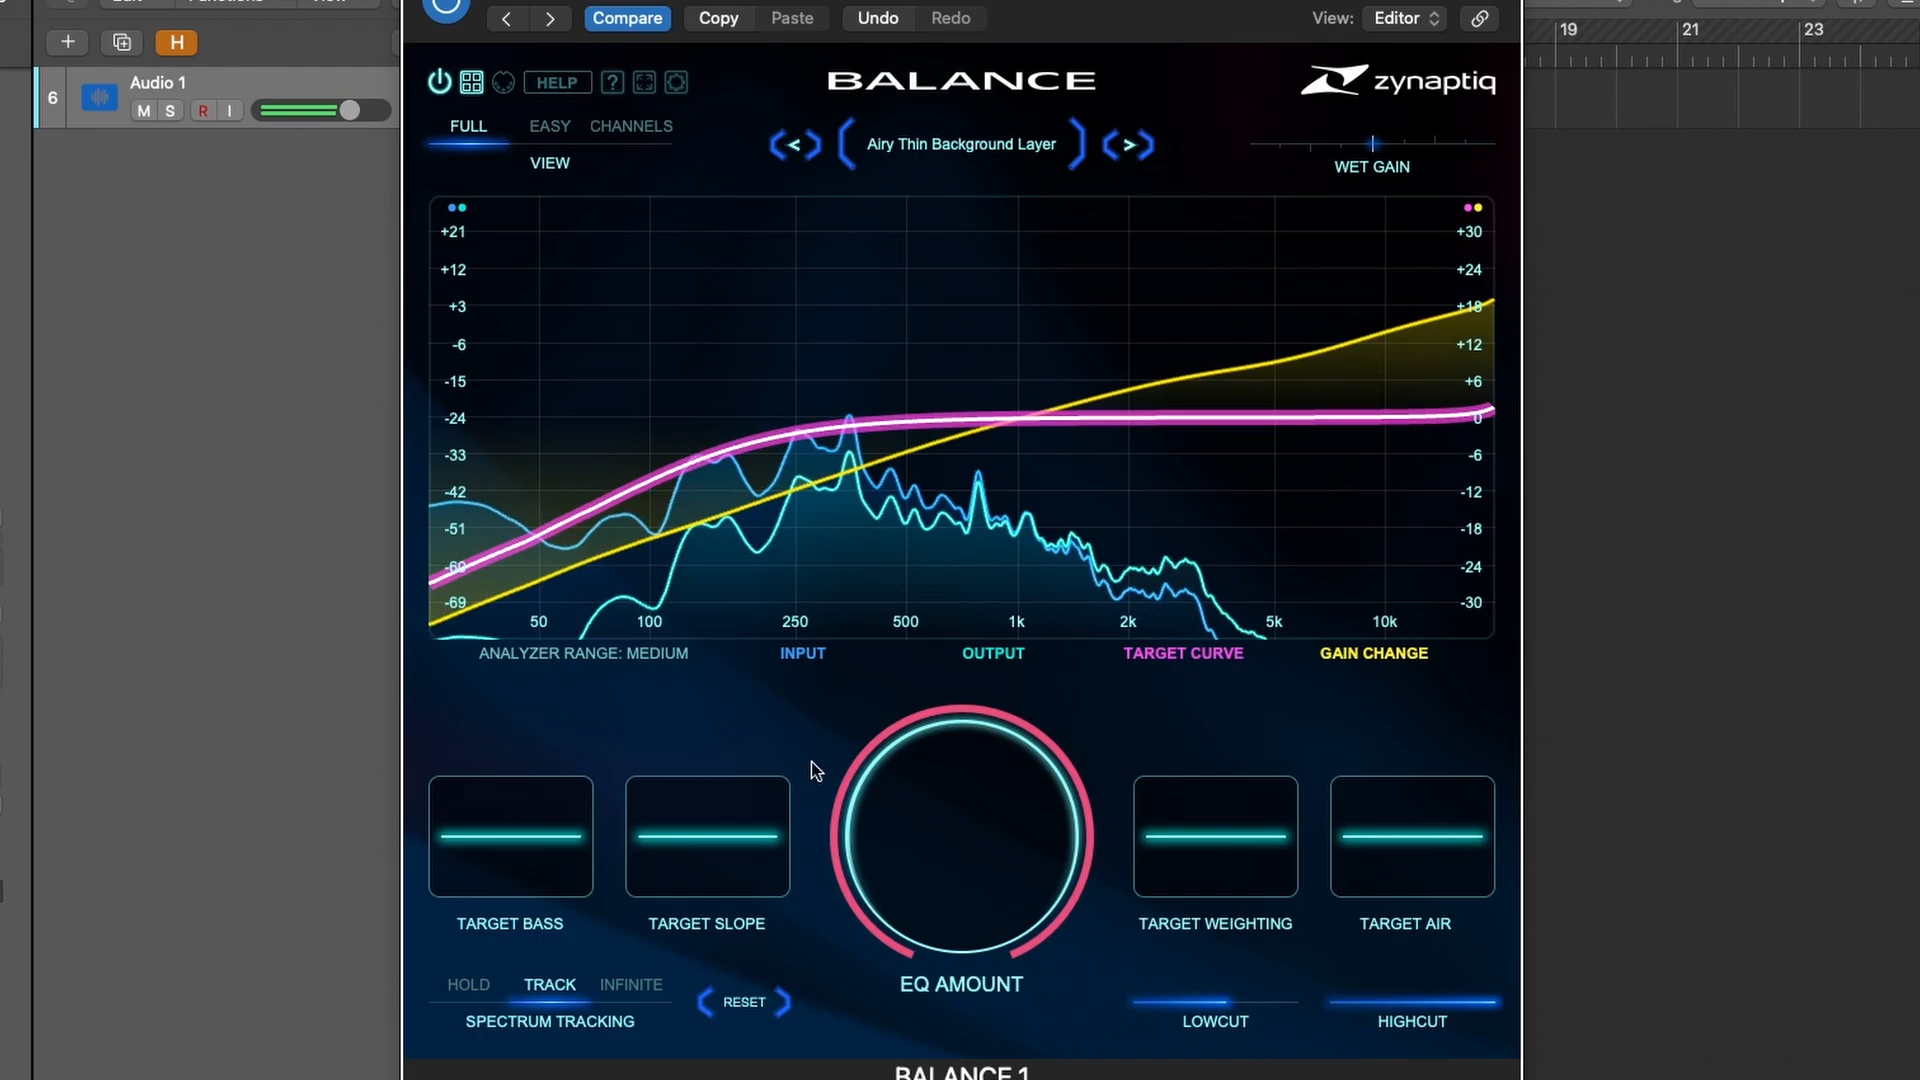 Compare
Copy
Paste
Undo
Redo
View:
Editor
19
21
23
H
6
Audio 1
M
S
R
I
HELP
?
BALANCE
zynaptiq
FULL
EASY
CHANNELS
VIEW
<
Airy Thin Background Layer
>
WET GAIN
+21
+12
+3
-6
-15
-24
-33
-42
-51
-60
-69
+30
+24
+18
+12
+6
0
-6
-12
-18
-24
-30
50
100
250
500
1k
2k
5k
10k
ANALYZER RANGE: MEDIUM
INPUT
OUTPUT
TARGET CURVE
GAIN CHANGE
TARGET BASS
TARGET SLOPE
EQ AMOUNT
TARGET WEIGHTING
TARGET AIR
HOLD
TRACK
INFINITE
SPECTRUM TRACKING
RESET
LOWCUT
HIGHCUT
BALANCE 1